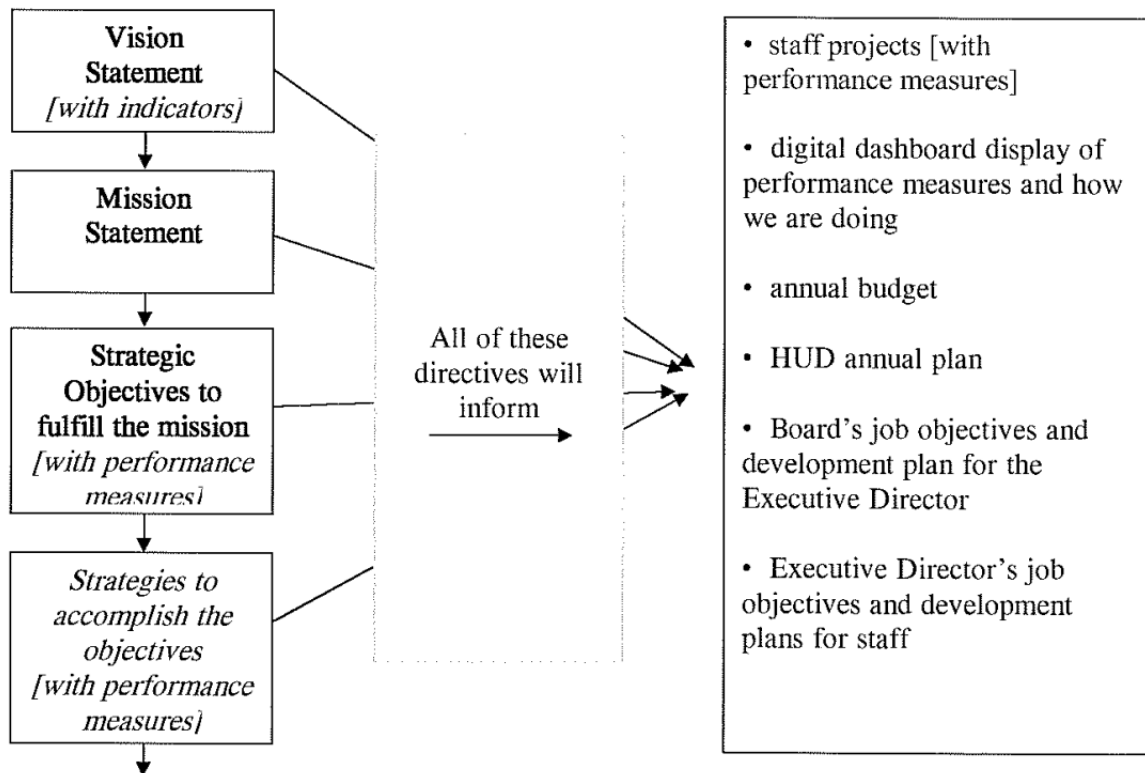 Vision
Statement
[with indicators]
Mission
Statement
Strategic
Objectives to
fulfill the mission
[with performance
measures]
Strategies to
accomplish the
objectives
[with performance
measures]
All of these
directives will
inform
• staff projects [with
performance measures]
• digital dashboard display of
performance measures and how
we are doing
• annual budget
• HUD annual plan
• Board's job objectives and
development plan for the
Executive Director
• Executive Director's job
objectives and development
plans for staff